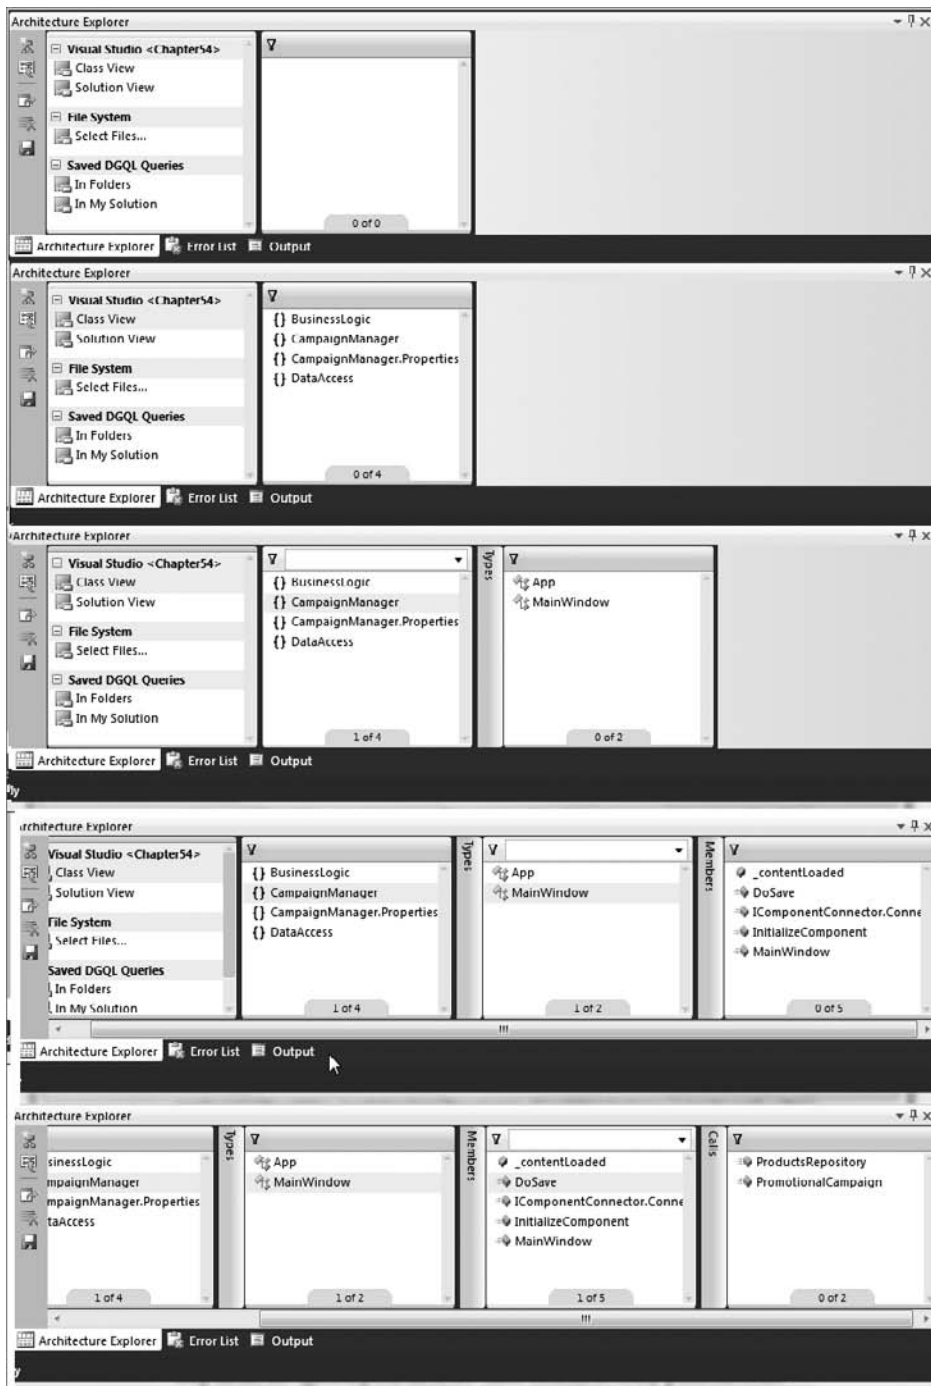 Architecture Explorer
Visual Studio <Chapter54>
Class View
Solution View
File System
Select Files...
Saved DGQL Queries
In Folders
In My Solution
0 of 0
Architecture Explorer Error List Output
Architecture Explorer
Visual Studio <Chapter54>
Class View
Solution View
File System
Select Files...
Saved DGQL Queries
In Folders
In My Solution
{} BusinessLogic
{} CampaignManager
{} CampaignManager.Properties
{} DataAccess
0 of 4
Architecture Explorer Error List Output
Architecture Explorer
Visual Studio <Chapter54>
Class View
Solution View
File System
Select Files...
Saved DGQL Queries
In Folders
In My Solution
{} BusinessLogic
{} CampaignManager
{} CampaignManager.Properties
{} DataAccess
1 of 4
Types
App
MainWindow
0 of 2
Architecture Explorer Error List Output
ly
rchitecture Explorer
Visual Studio <Chapter54>
Class View
Solution View
File System
Select Files...
Saved DGQL Queries
In Folders
In My Solution
{} BusinessLogic
{} CampaignManager
{} CampaignManager.Properties
{} DataAccess
1 of 4
Types
App
MainWindow
1 of 2
Members
_contentLoaded
DoSave
IComponentConnector.Conne
InitializeComponent
MainWindow
0 of 5
Architecture Explorer Error List Output
Architecture Explorer
sinessLogic
mpaignManager
mpaignManager.Properties
taAccess
1 of 4
Types
App
MainWindow
1 of 2
Members
_contentLoaded
DoSave
IComponentConnector.Conne
InitializeComponent
MainWindow
1 of 5
Calls
ProductsRepository
PromotionalCampaign
0 of 2
Architecture Explorer Error List Output
y